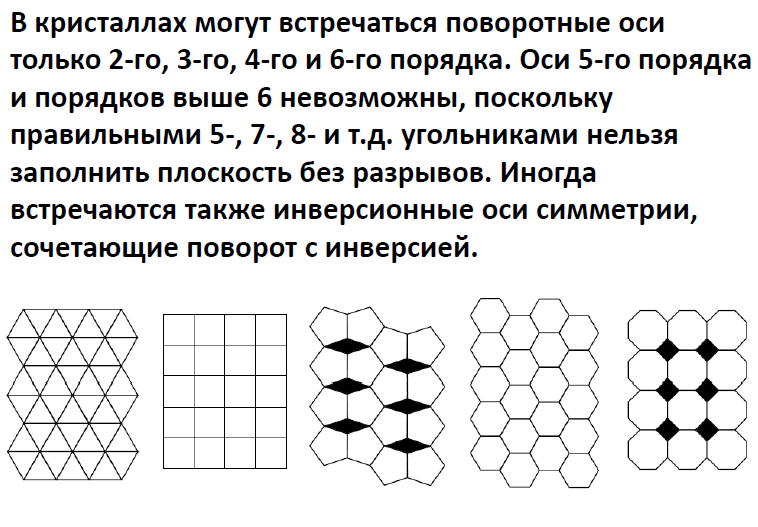 В кристаллах могут встречаться поворотные оси
только 2-го, 3-го, 4-го и 6-го порядка. Оси 5-го порядка
и порядков выше 6 невозможны, поскольку
правильными 5-, 7-, 8- и т.д. угольниками нельзя
заполнить плоскость без разрывов. Иногда
встречаются также инверсионные оси симметрии,
сочетающие поворот с инверсией.